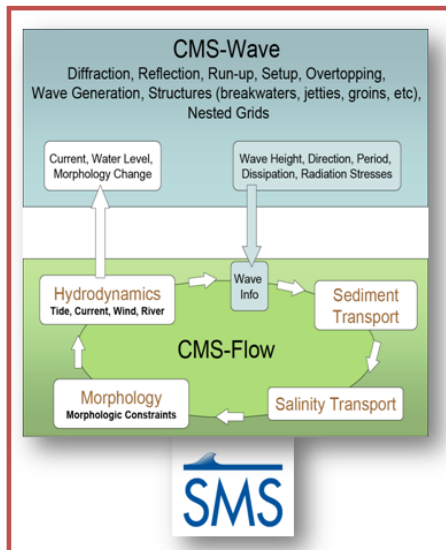 CMS-Wave
Diffraction, Reflection, Run-up, Setup, Overtopping,
Wave Generation, Structures (breakwaters, jetties, groins, etc),
Nested Grids
Current, Water Level,
Morphology Change
Wave Height, Direction, Period,
Dissipation, Radiation Stresses
Hydrodynamics
Tide, Current, Wind, River
Wave
Info
Sediment
Transport
CMS-Flow
Morphology
Morphologic Constraints
Salinity Transport
SMS